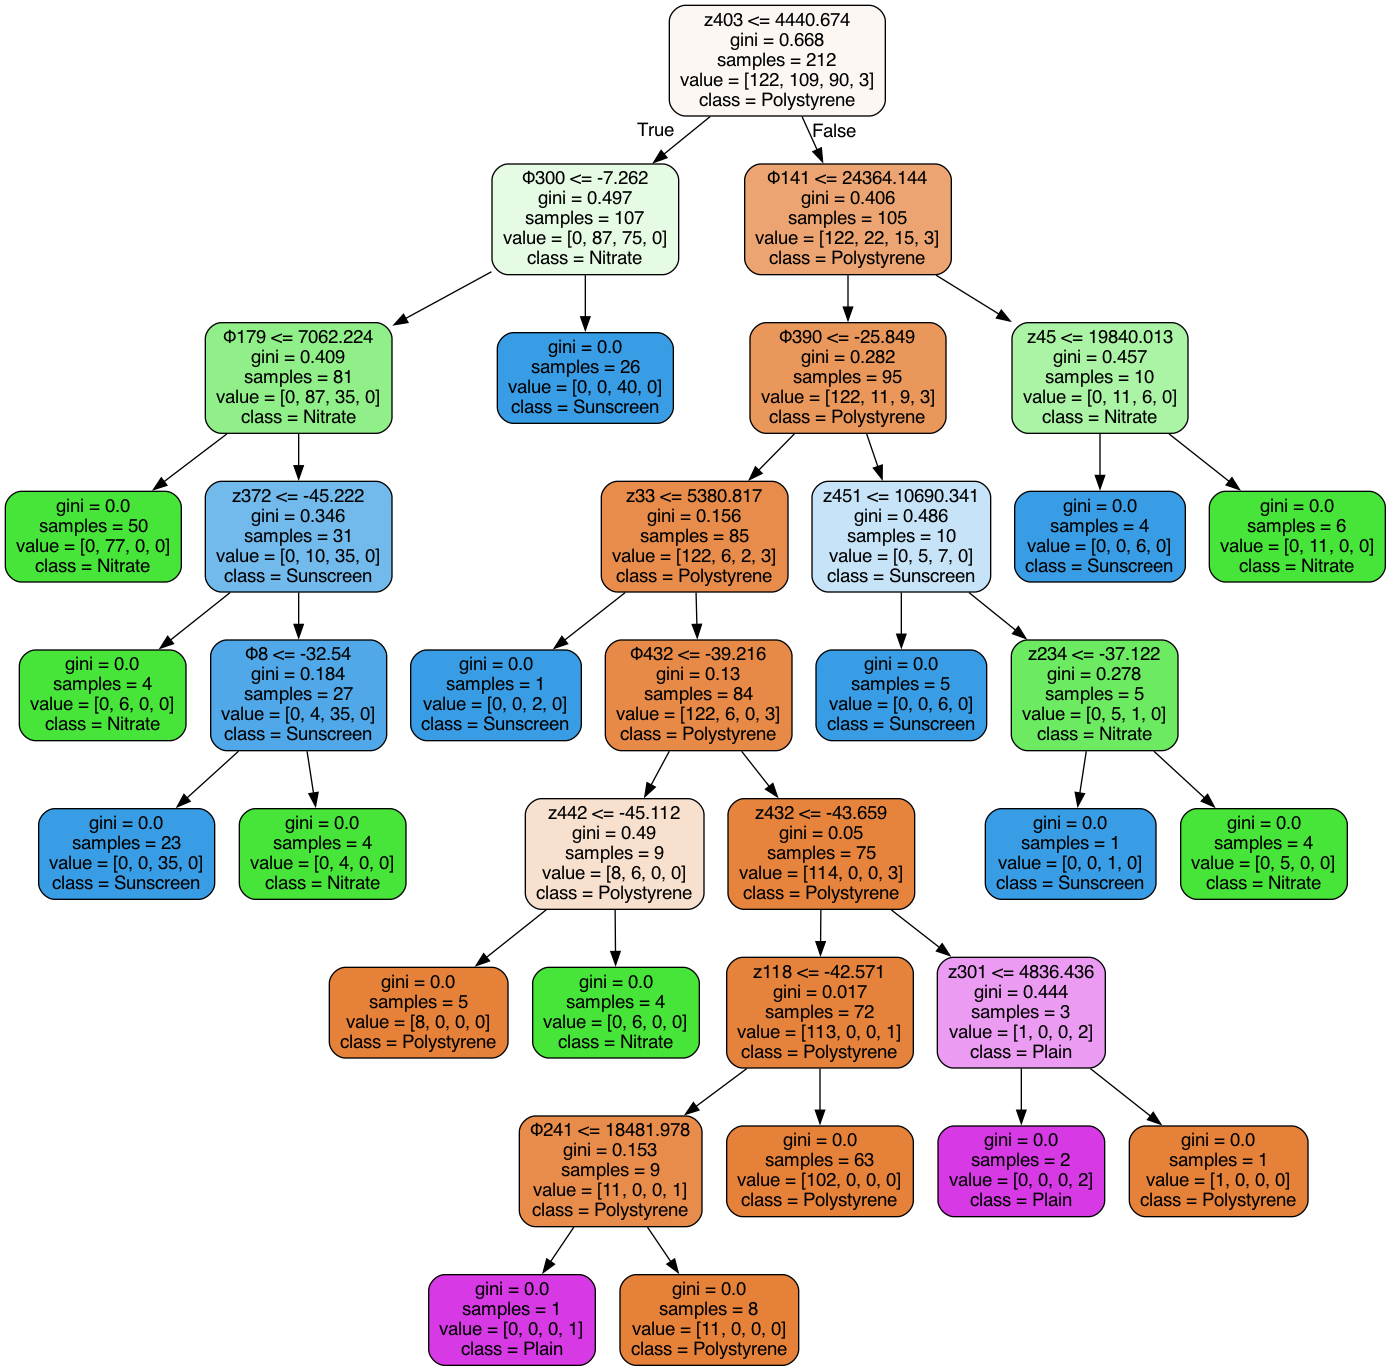 z403 <= 4440.674
gini = 0.668
samples = 212
value = [122, 109, 90, 3]
class = Polystyrene
True
False
Φ300 <= -7.262
gini = 0.497
samples = 107
value = [0, 87, 75, 0]
class = Nitrate
Φ141 <= 24364.144
gini = 0.406
samples = 105
value = [122, 22, 15, 3]
class = Polystyrene
Φ179 <= 7062.224
gini = 0.409
samples = 81
value = [0, 87, 35, 0]
class = Nitrate
gini = 0.0
samples = 26
value = [0, 0, 40, 0]
class = Sunscreen
Φ390 <= -25.849
gini = 0.282
samples = 95
value = [122, 11, 9, 3]
class = Polystyrene
z45 <= 19840.013
gini = 0.457
samples = 10
value = [0, 11, 6, 0]
class = Nitrate
gini = 0.0
samples = 50
value = [0, 77, 0, 0]
class = Nitrate
z372 <= -45.222
gini = 0.346
samples = 31
value = [0, 10, 35, 0]
class = Sunscreen
z33 <= 5380.817
gini = 0.156
samples = 85
value = [122, 6, 2, 3]
class = Polystyrene
z451 <= 10690.341
gini = 0.486
samples = 10
value = [0, 5, 7, 0]
class = Sunscreen
gini = 0.0
samples = 4
value = [0, 0, 6, 0]
class = Sunscreen
gini = 0.0
samples = 6
value = [0, 11, 0, 0]
class = Nitrate
gini = 0.0
samples = 4
value = [0, 6, 0, 0]
class = Nitrate
Φ8 <= -32.54
gini = 0.184
samples = 27
value = [0, 4, 35, 0]
class = Sunscreen
gini = 0.0
samples = 1
value = [0, 0, 2, 0]
class = Sunscreen
Φ432 <= -39.216
gini = 0.13
samples = 84
value = [122, 6, 0, 3]
class = Polystyrene
gini = 0.0
samples = 5
value = [0, 0, 6, 0]
class = Sunscreen
z234 <= -37.122
gini = 0.278
samples = 5
value = [0, 5, 1, 0]
class = Nitrate
gini = 0.0
samples = 23
value = [0, 0, 35, 0]
class = Sunscreen
gini = 0.0
samples = 4
value = [0, 4, 0, 0]
class = Nitrate
z442 <= -45.112
gini = 0.49
samples = 9
value = [8, 6, 0, 0]
class = Polystyrene
z432 <= -43.659
gini = 0.05
samples = 75
value = [114, 0, 0, 3]
class = Polystyrene
gini = 0.0
samples = 1
value = [0, 0, 1, 0]
class = Sunscreen
gini = 0.0
samples = 4
value = [0, 5, 0, 0]
class = Nitrate
gini = 0.0
samples = 5
value = [8, 0, 0, 0]
class = Polystyrene
gini = 0.0
samples = 4
value = [0, 6, 0, 0]
class = Nitrate
z118 <= -42.571
gini = 0.017
samples = 72
value = [113, 0, 0, 1]
class = Polystyrene
z301 <= 4836.436
gini = 0.444
samples = 3
value = [1, 0, 0, 2]
class = Plain
Φ241 <= 18481.978
gini = 0.153
samples = 9
value = [11, 0, 0, 1]
class = Polystyrene
gini = 0.0
samples = 63
value = [102, 0, 0, 0]
class = Polystyrene
gini = 0.0
samples = 2
value = [0, 0, 0, 2]
class = Plain
gini = 0.0
samples = 1
value = [1, 0, 0, 0]
class = Polystyrene
gini = 0.0
samples = 1
value = [0, 0, 0, 1]
class = Plain
gini = 0.0
samples = 8
value = [11, 0, 0, 0]
class = Polystyrene